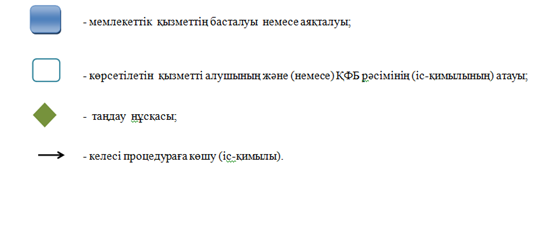 - мемлекеттік қызметтің басталуы немесе аяқталуы;
- көрсетілетін қызметті алушының және (немесе) ҚФБ рәсімінің (іс-қимылының) атауы;
- таңдау нұсқасы;
- келесі процедураға көшу (іс-қимылы).